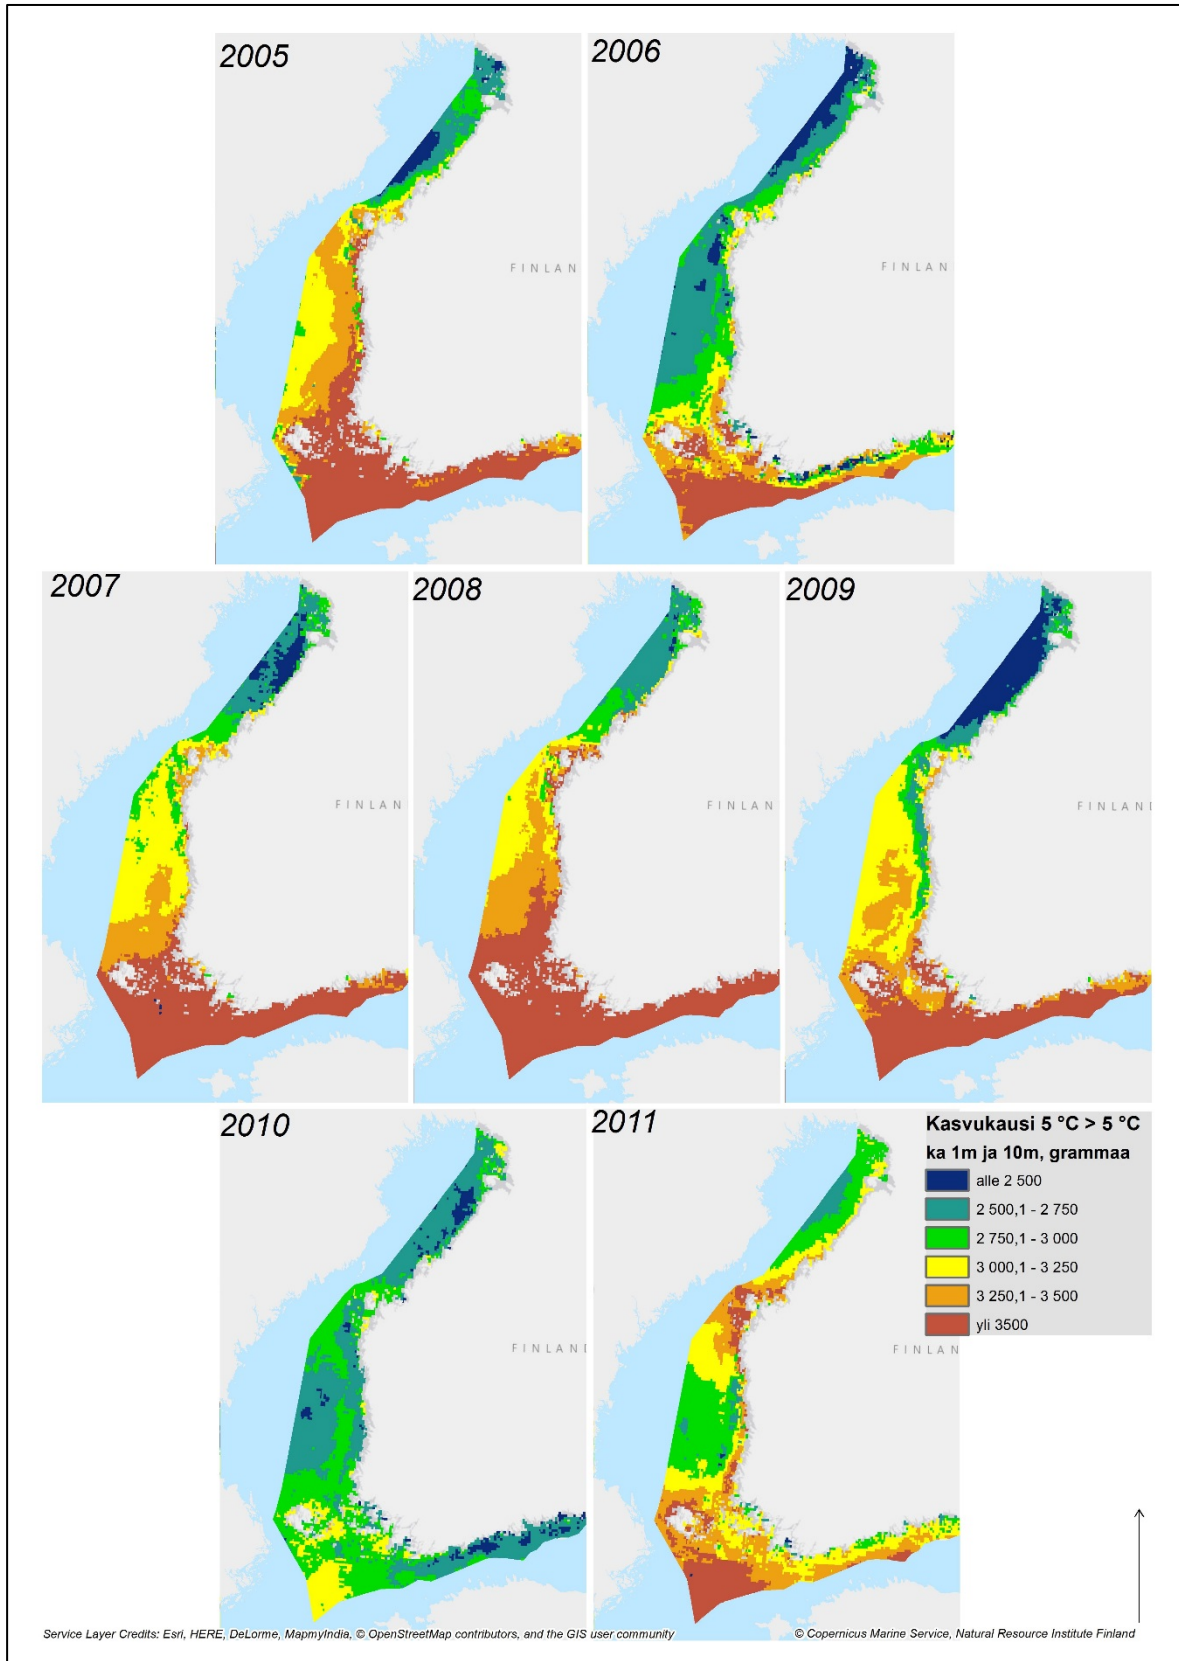 2005
2006
FINLAN
FINLAN
2007
2008
2009
FINLAN
FINLAN
FINLAND
2010
2011
Kasvukausi 5 °C > 5 °C
ka 1m ja 10m, grammaa
alle 2 500
2 500,1 - 2 750
2 750,1 - 3 000
3 000,1 - 3 250
3 250,1 - 3 500
yli 3500
FINLAND
FINLAN
Service Layer Credits: Esri, HERE, DeLorme, MapmyIndia, © OpenStreetMap contributors, and the GIS user community
© Copernicus Marine Service, Natural Resource Institute Finland